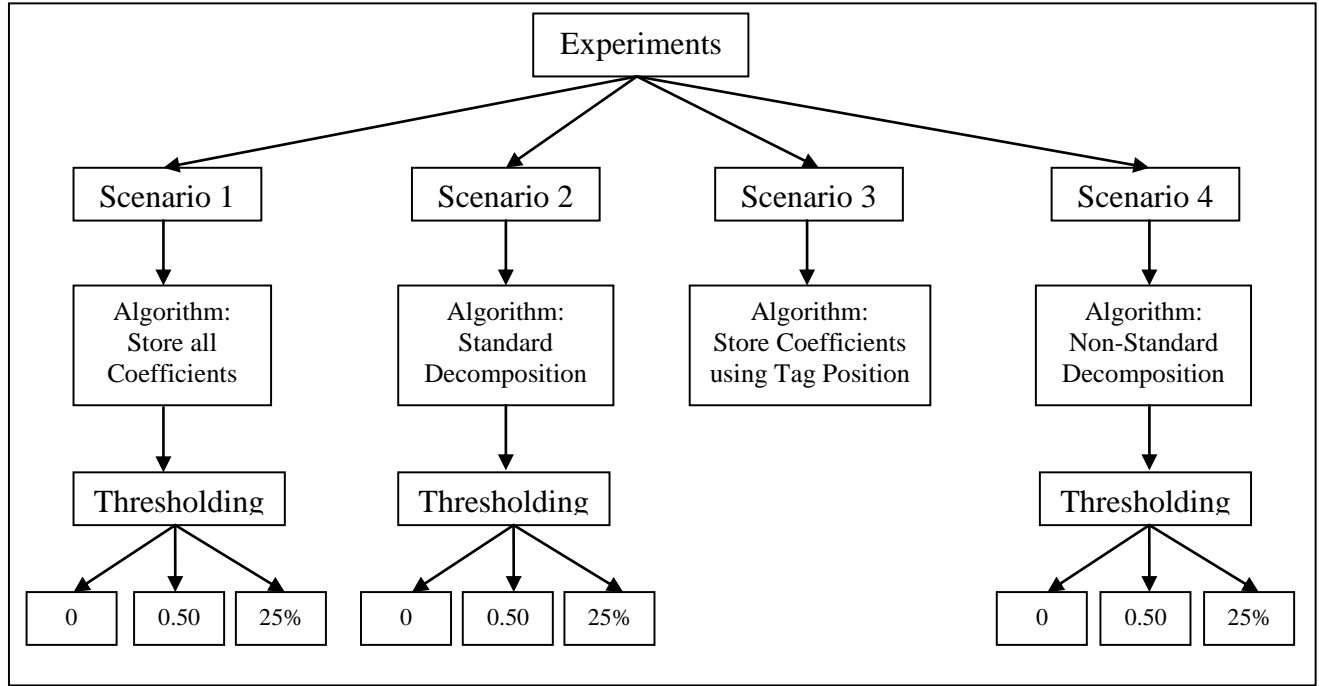 Experiments
Scenario 1
Scenario 2
Scenario 3
Scenario 4
Algorithm:
Store all
Coefficients
Algorithm:
Standard
Decomposition
Algorithm:
Store Coefficients
using Tag Position
Algorithm:
Non-Standard
Decomposition
Thresholding
Thresholding
Thresholding
0
0.50
25%
0
0.50
25%
0
0.50
25%